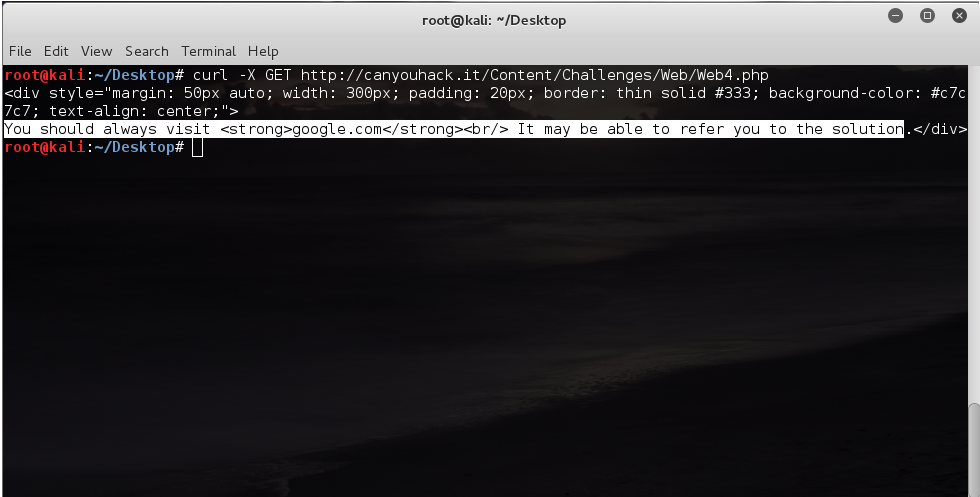 root@kali: ~/Desktop
File Edit View Search Terminal Help
root@kali:~/Desktop# curl -X GET http://canyouhack.it/Content/Challenges/Web/Web4.php
<div style="margin: 50px auto; width: 300px; padding: 20px; border: thin solid #333; background-color: #c7c
7c7; text-align: center;">
You should always visit <strong>google.com</strong><br/> It may be able to refer you to the solution.</div>
root@kali:~/Desktop#